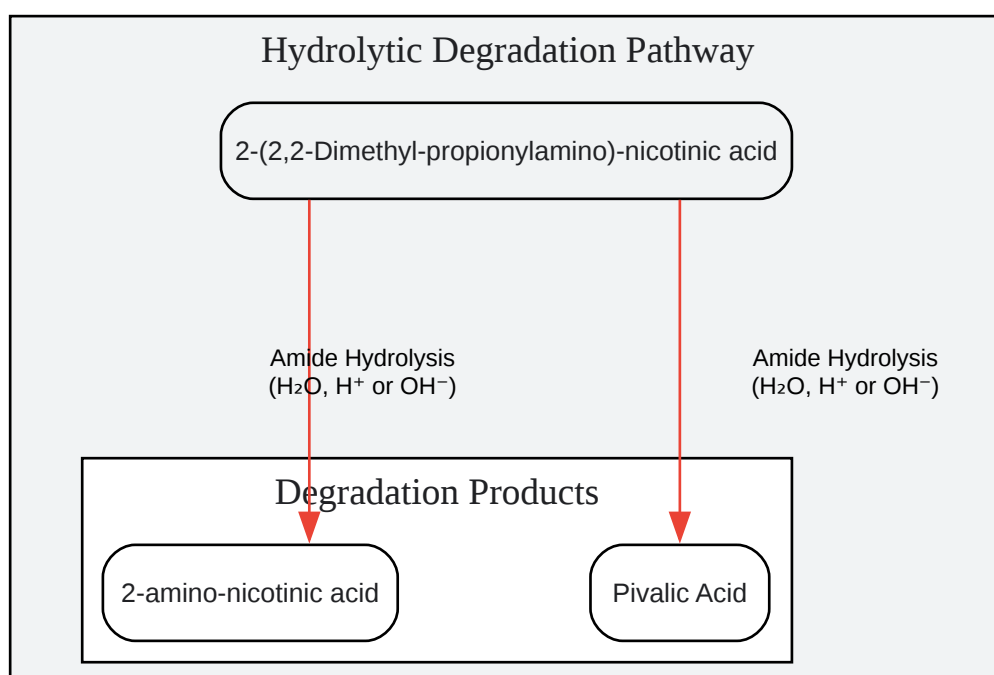 Hydrolytic Degradation Pathway
2-(2,2-Dimethyl-propionylamino)-nicotinic acid
Amide Hydrolysis
(H₂O, H⁺ or OH⁻)
Amide Hydrolysis
(H₂O, H⁺ or OH⁻)
Degradation Products
2-amino-nicotinic acid
Pivalic Acid